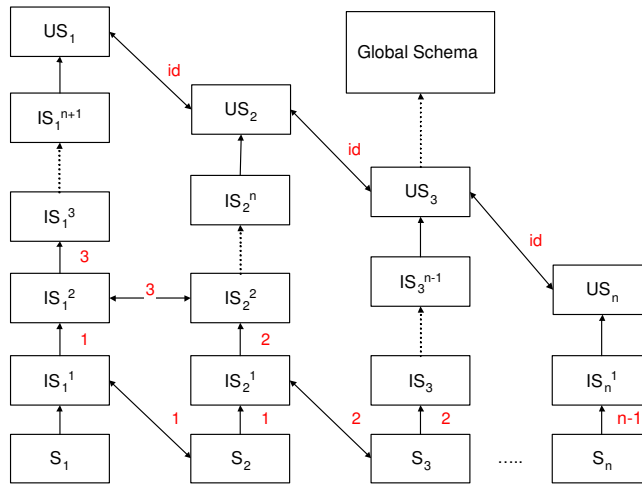 US₁
Global Schema
id
US₂
IS₁ⁿ⁺¹
id
US₃
IS₂ⁿ
IS₁³
id
3
IS₃ⁿ⁻¹
USₙ
IS₁²
3
IS₂²
1
2
IS₁¹
IS₂¹
IS₃
ISₙ¹
1
1
2
2
n-1
S₁
S₂
S₃
.....
Sₙ